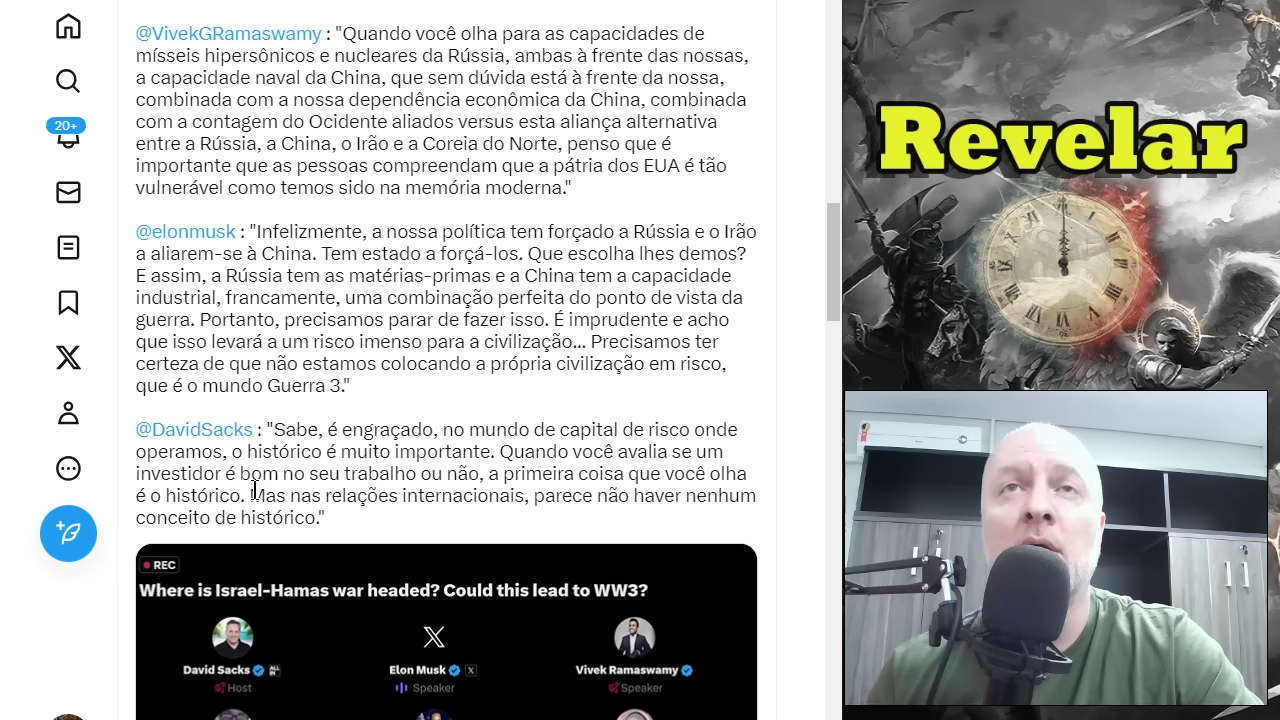 @VivekGRamaswamy : "Quando você olha para as capacidades de
mísseis hipersônicos e nucleares da Rússia, ambas à frente das nossas,
a capacidade naval da China, que sem dúvida está à frente da nossa,
combinada com a nossa dependência econômica da China, combinada
com a contagem do Ocidente aliados versus esta aliança alternativa
entre a Rússia, a China, o Irão e a Coreia do Norte, penso que é
importante que as pessoas compreendam que a pátria dos EUA é tão
vulnerável como temos sido na memória moderna."
@elonmusk : "Infelizmente, a nossa política tem forçado a Rússia e o Irão
a aliarem-se à China. Tem estado a forçá-los. Que escolha lhes demos?
E assim, a Rússia tem as matérias-primas e a China tem a capacidade
industrial, francamente, uma combinação perfeita do ponto de vista da
guerra. Portanto, precisamos parar de fazer isso. É imprudente e acho
que isso levará a um risco imenso para a civilização... Precisamos ter
certeza de que não estamos colocando a própria civilização em risco,
que é o mundo Guerra 3."
@DavidSacks : "Sabe, é engraçado, no mundo de capital de risco onde
operamos, o histórico é muito importante. Quando você avalia se um
investidor é bom no seu trabalho ou não, a primeira coisa que você olha
é o histórico. Mas nas relações internacionais, parece não haver nenhum
conceito de histórico."
REC
Where is Israel-Hamas war headed? Could this lead to WW3?
David Sacks
Elon Musk
Vivek Ramaswamy
Host
Speaker
Speaker
20+
Revelar